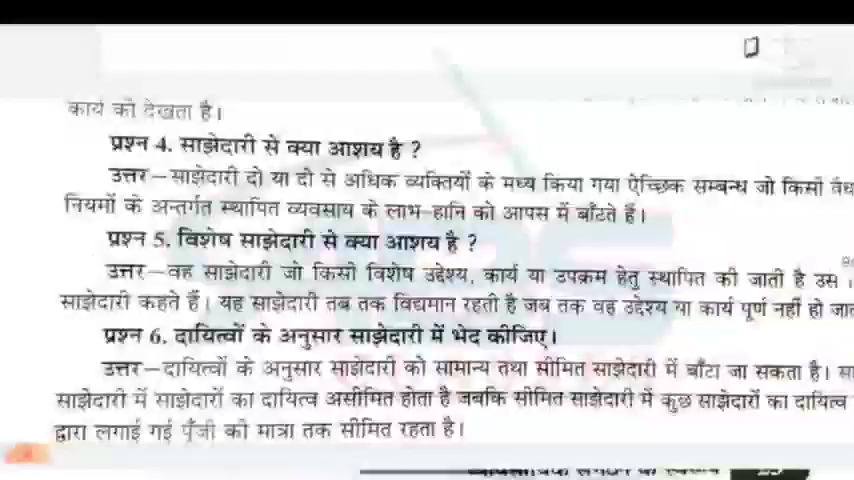 कार्य को देखता है।
प्रश्न 4. साझेदारी से क्या आशय है ?
उत्तर–साझेदारी दो या दो से अधिक व्यक्तियों के मध्य किया गया ऐच्छिक सम्बन्ध जो किसी वैध
नियमों के अन्तर्गत स्थापित व्यवसाय के लाभ-हानि को आपस में बाँटते हैं।
प्रश्न 5. विशेष साझेदारी से क्या आशय है ?
उत्तर–वह साझेदारी जो किसी विशेष उद्देश्य, कार्य या उपक्रम हेतु स्थापित की जाती है उस
साझेदारी कहते हैं। यह साझेदारी तब तक विद्यमान रहती है जब तक वह उद्देश्य या कार्य पूर्ण नहीं हो
प्रश्न 6. दायित्वों के अनुसार साझेदारी में भेद कीजिए।
उत्तर–दायित्वों के अनुसार साझेदारी को सामान्य तथा सीमित साझेदारी में बाँटा जा सकता है।
साझेदारी में साझेदारों का दायित्व असीमित होता है जबकि सीमित साझेदारी में कुछ साझेदारों का दायित्व
द्वारा लगाई गई पूँजी की मात्रा तक सीमित रहता है।